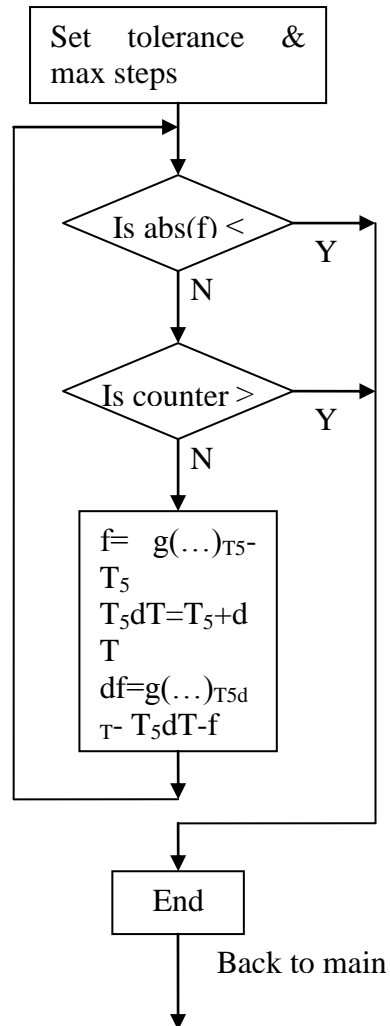 Set tolerance &
max steps
Is abs(f) <
Y
N
Is counter >
Y
N
f= g(…)T5-
T5
T5dT=T5+d
T
df=g(…)T5d
T- T5dT-f
End
Back to main